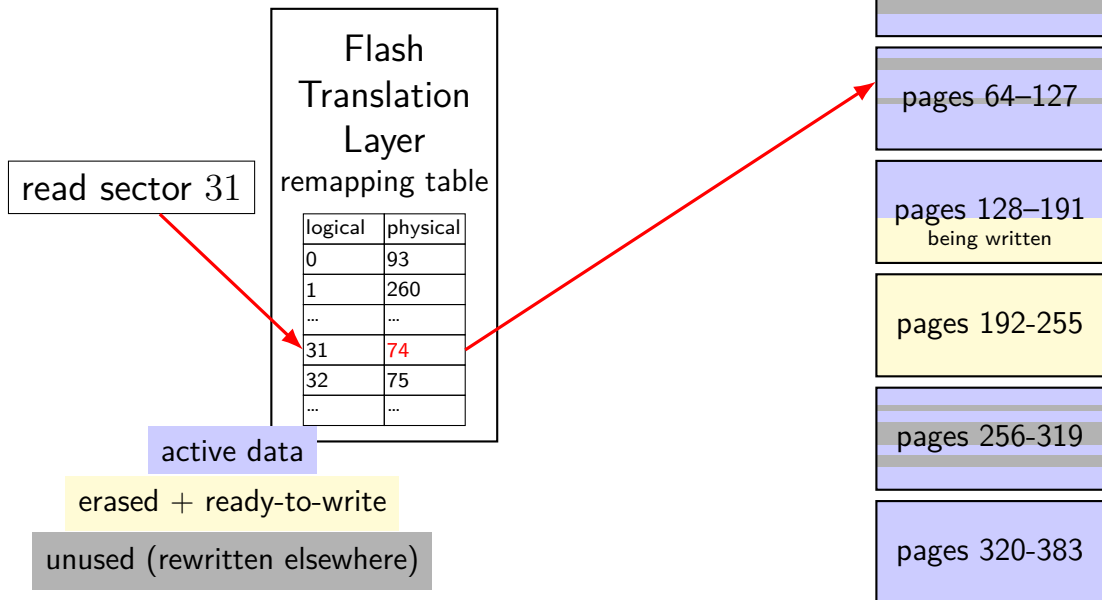 Flash
Translation
Layer
remapping table
read sector 31
logical physical
0 93
1 260
... ...
31 74
32 75
... ...
active data
erased + ready-to-write
unused (rewritten elsewhere)
pages 64–127
pages 128–191
being written
pages 192-255
pages 256-319
pages 320-383